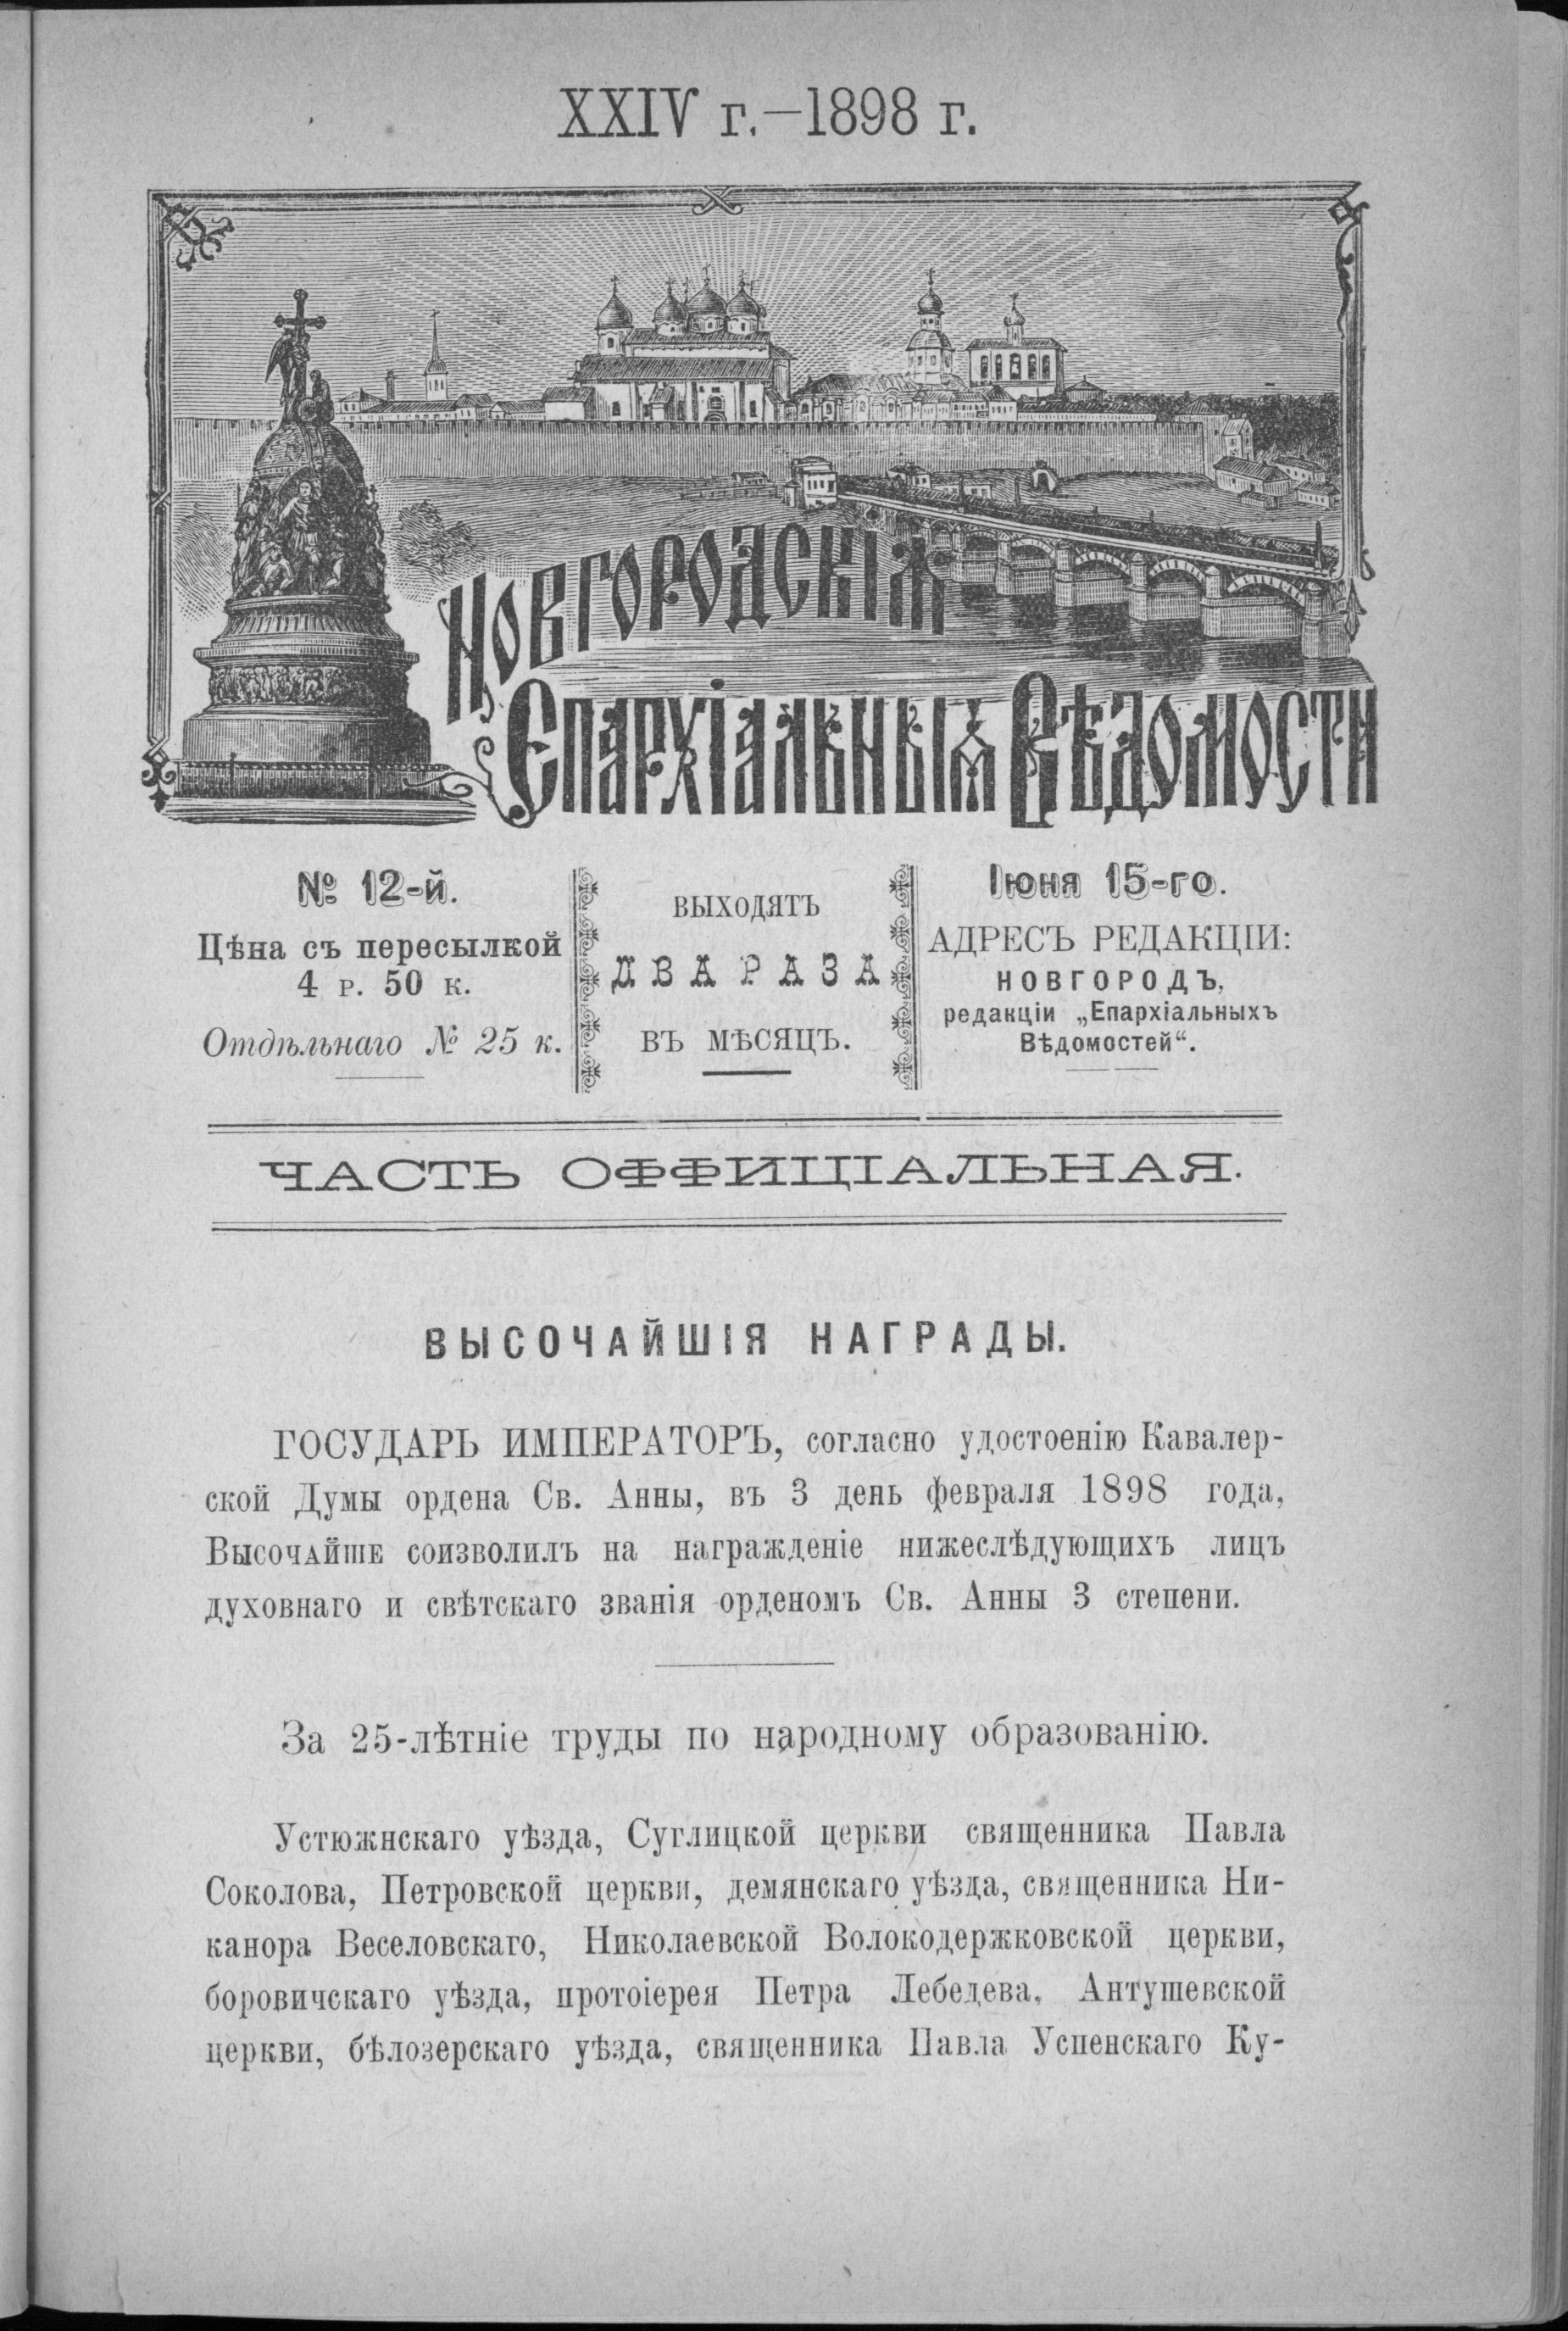 XXIV г.—1898 г.
Новгородскія
Епархіальныя Вѣдомости
№ 12-й.
Цѣна съ пересылкой
4 р. 50 к.
Отдѣльнаго № 25 к.
ВЫХОДЯТЪ
ДВА РАЗА
ВЪ МѢСЯЦЪ.
Іюня 15-го.
АДРЕСЪ РЕДАКЦІИ:
НОВГОРОДЪ,
редакціи „Епархіальныхъ
Вѣдомостей“.
ЧАСТЬ ОФФИЦІАЛЬНАЯ.
ВЫСОЧАЙШІЯ НАГРАДЫ.
ГОСУДАРЬ ИМПЕРАТОРЪ, согласно удостоенію Кавалер-
ской Думы ордена Св. Анны, въ 3 день февраля 1898 года,
Высочайше соизволилъ на награжденіе нижеслѣдующихъ лицъ
духовнаго и свѣтскаго званія орденомъ Св. Анны 3 степени.
За 25-лѣтніе труды по народному образованію.
Устюжнскаго уѣзда, Суглицкой церкви священника Павла
Соколова, Петровской церкви, демянскаго уѣзда, священника Ни-
канора Веселовскаго, Николаевской Волокодержковской церкви,
боровичскаго уѣзда, протоіерея Петра Лебедева, Антушевской
церкви, бѣлозерскаго уѣзда, священника Павла Успенскаго Ку-